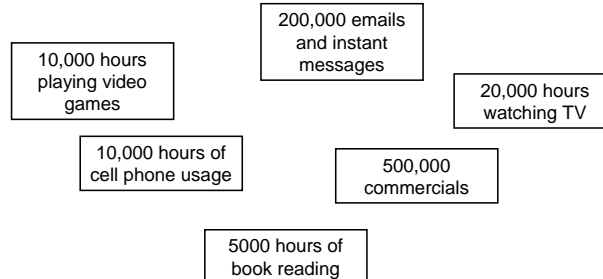 200,000 emails
and instant
messages
10,000 hours
playing video
games
20,000 hours
watching TV
10,000 hours of
cell phone usage
500,000
commercials
5000 hours of
book reading